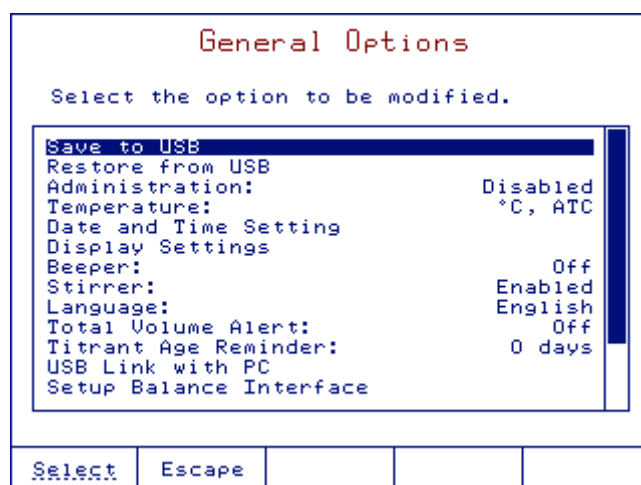 General Options
Select the option to be modified.
Save to USB
Restore from USB
Administration: Disabled
Temperature: °C, ATC
Date and Time Setting
Display Settings
Beeper: Off
Stirrer: Enabled
Language: English
Total Volume Alert: Off
Titrant Age Reminder: 0 days
USB Link with PC
Setup Balance Interface
Select Escape